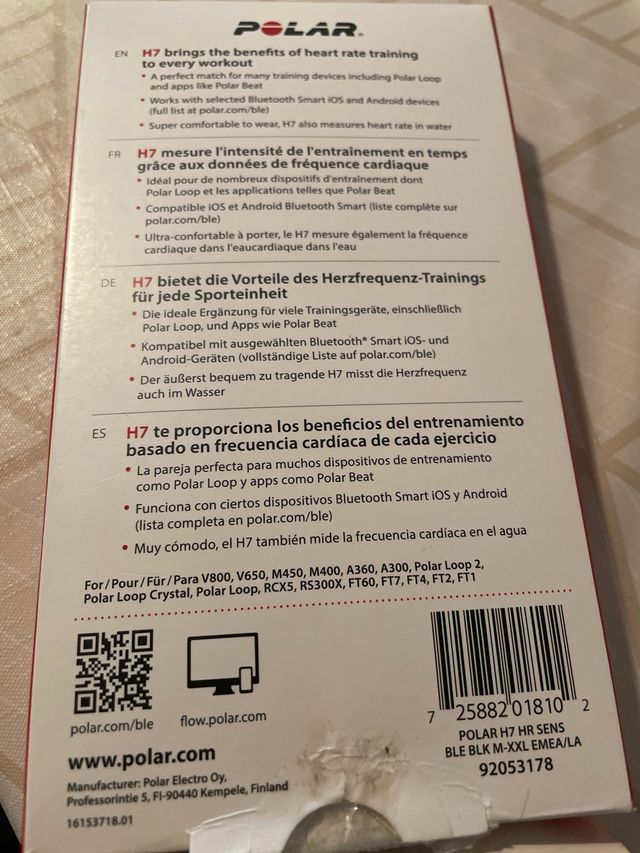 POLAR®
EN
H7 brings the benefits of heart rate training
to every workout
• A perfect match for many training devices including Polar Loop
and apps like Polar Beat
• Works with selected Bluetooth Smart iOS and Android devices
(full list at polar.com/ble)
• Super comfortable to wear, H7 also measures heart rate in water
FR
H7 mesure l'intensité de l'entraînement en temps
grâce aux données de fréquence cardiaque
• Idéal pour de nombreux dispositifs d'entraînement dont
Polar Loop et les applications telles que Polar Beat
• Compatible iOS et Android Bluetooth Smart (liste complète sur
polar.com/ble)
• Ultra-confortable à porter, le H7 mesure également la fréquence
cardiaque dans l'eaucardiaque dans l'eau
DE
H7 bietet die Vorteile des Herzfrequenz-Trainings
für jede Sporteinheit
• Die ideale Ergänzung für viele Trainingsgeräte, einschließlich
Polar Loop, und Apps wie Polar Beat
• Kompatibel mit ausgewählten Bluetooth® Smart iOS- und
Android-Geräten (vollständige Liste auf polar.com/ble)
• Der äußerst bequem zu tragende H7 misst die Herzfrequenz
auch im Wasser
ES
H7 te proporciona los beneficios del entrenamiento
basado en frecuencia cardíaca de cada ejercicio
• La pareja perfecta para muchos dispositivos de entrenamiento
como Polar Loop y apps como Polar Beat
• Funciona con ciertos dispositivos Bluetooth Smart iOS y Android
(lista completa en polar.com/ble)
• Muy cómodo, el H7 también mide la frecuencia cardíaca en el agua
For/Pour/Für/Para V800, V650, M450, M400, A360, A300, Polar Loop 2,
Polar Loop Crystal, Polar Loop, RCX5, RS300X, FT60, FT7, FT4, FT2, FT1
polar.com/ble
flow.polar.com
www.polar.com
Manufacturer: Polar Electro Oy,
Professorintie 5, FI-90440 Kempele, Finland
16153718.01
7 25882 01810 2
POLAR H7 HR SENS
BLE BLK M-XXL EMEA/LA
92053178